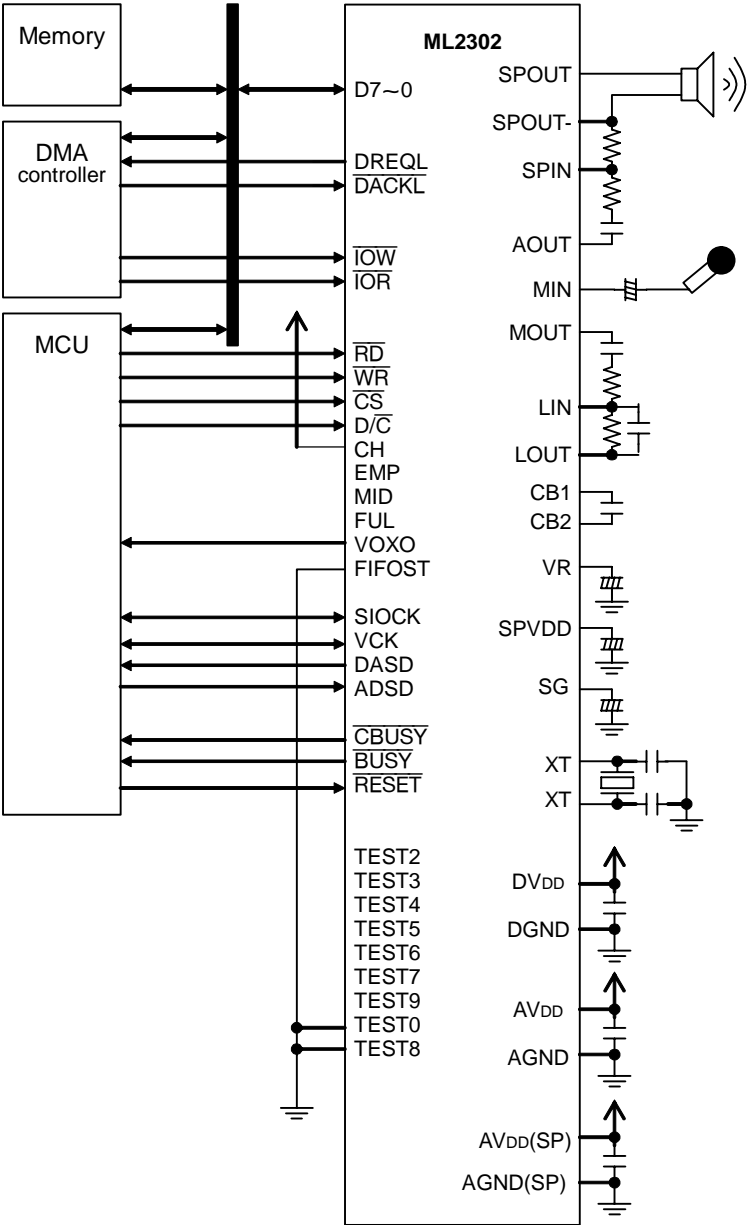 Memory
DMA
controller
MCU
ML2302
D7~0
DREQL
DACKL
IOW
IOR
RD
WR
CS
D/C
CH
EMP
MID
FUL
VOXO
FIFOST
SIOCK
VCK
DASD
ADSD
CBUSY
BUSY
RESET
TEST2
TEST3
TEST4
TEST5
TEST6
TEST7
TEST9
TEST0
TEST8
SPOUT
SPOUT-
SPIN
AOUT
MIN
MOUT
LIN
LOUT
CB1
CB2
VR
SPVDD
SG
XT
XT
DVDD
DGND
AVDD
AGND
AVDD(SP)
AGND(SP)